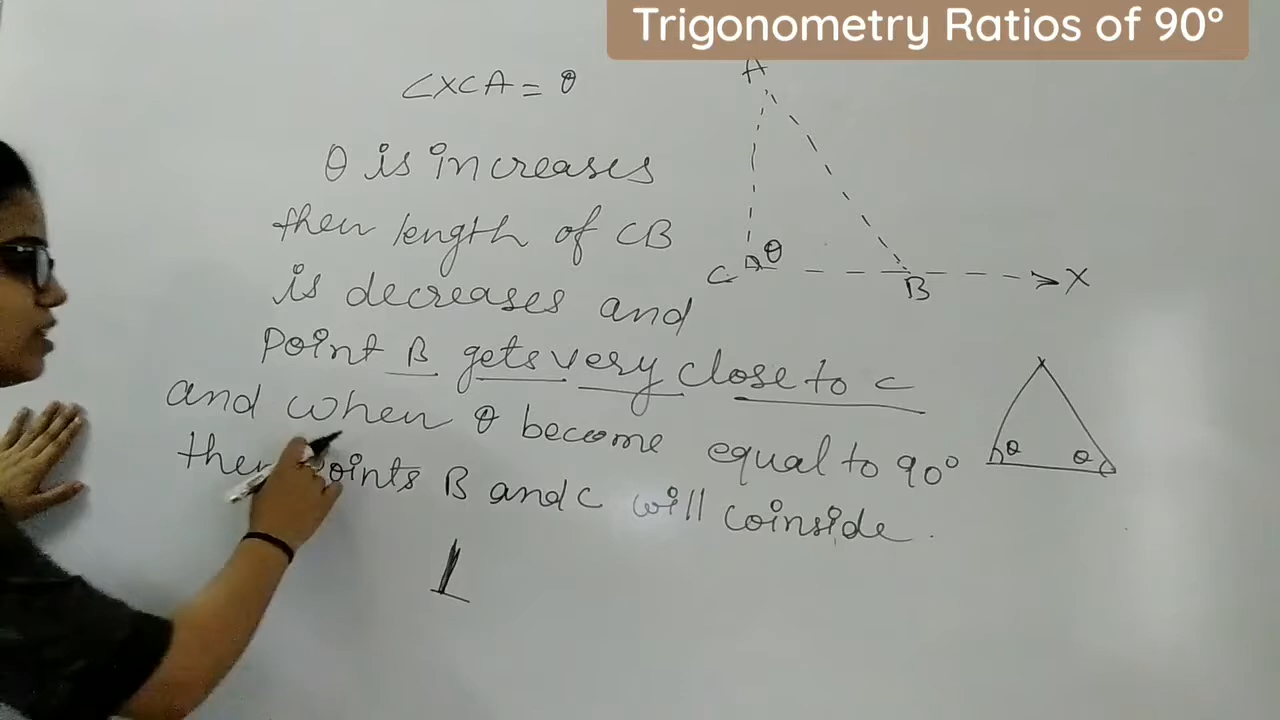 Trigonometry Ratios of 90°
∠XCA = θ
A
θ is increases
then length of CB
C θ B X
is decreases and
Point B gets very close to C
and when θ become equal to 90°
θ θ
then points B and C will coinside.